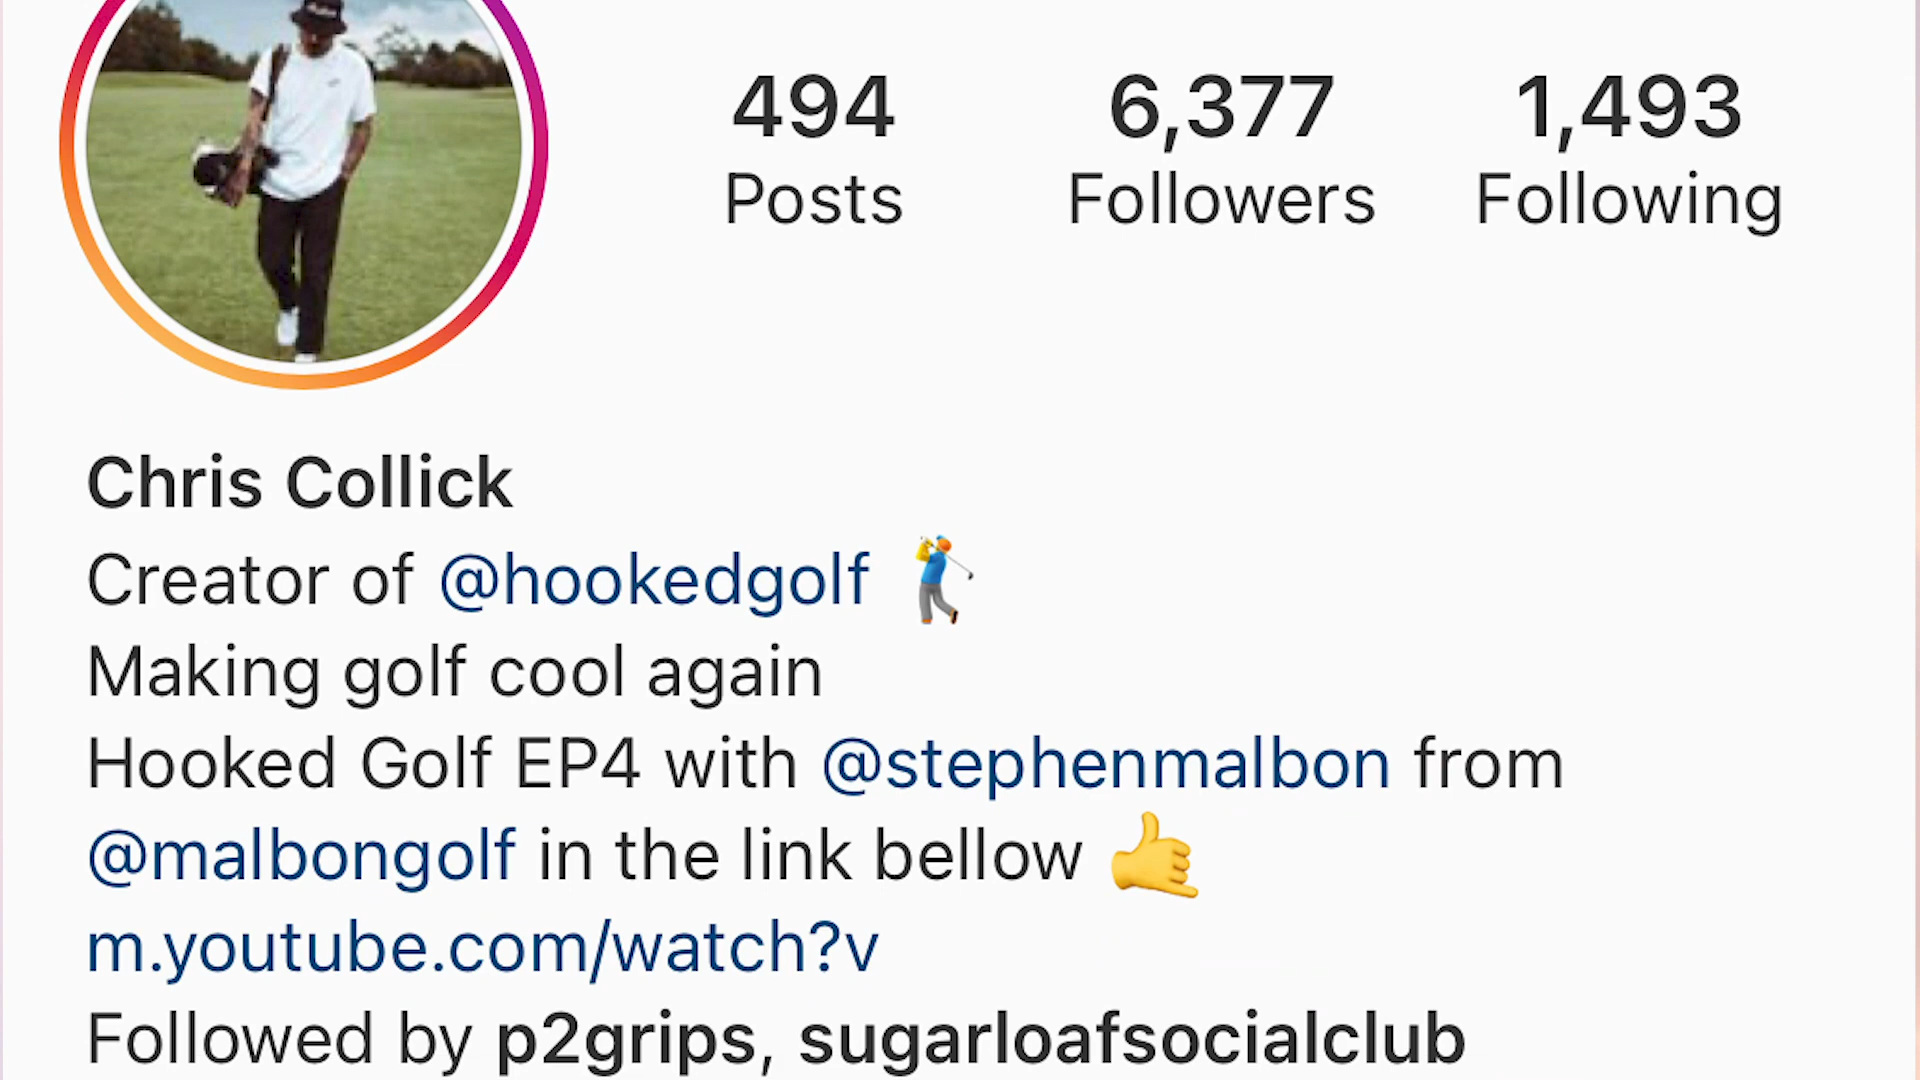 494 6,377 1,493
Posts Followers Following
Chris Collick
Creator of @hookedgolf 🏌️
Making golf cool again
Hooked Golf EP4 with @stephenmalbon from
@malbongolf in the link bellow 🤙
m.youtube.com/watch?v
Followed by p2grips, sugarloafsocialclub